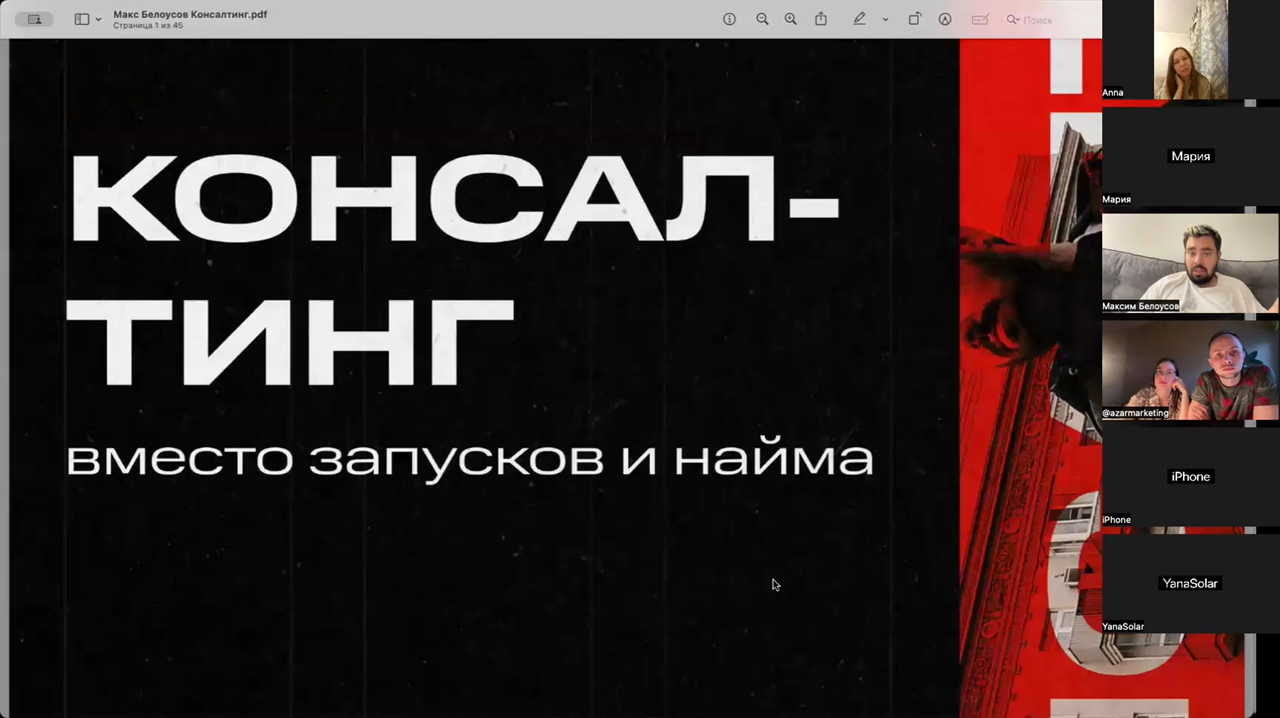 Макс Белоусов Консалтинг.pdf
Страница 1 из 45
Поиск
КОНСАЛ-
ТИНГ
вместо запусков и найма
Anna
Мария
Мария
Максим Белоусов
@azarmarketing
iPhone
iPhone
YanaSolar
YanaSolar